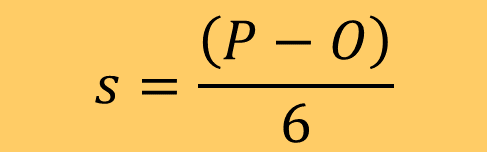 s = (P − O) / 6